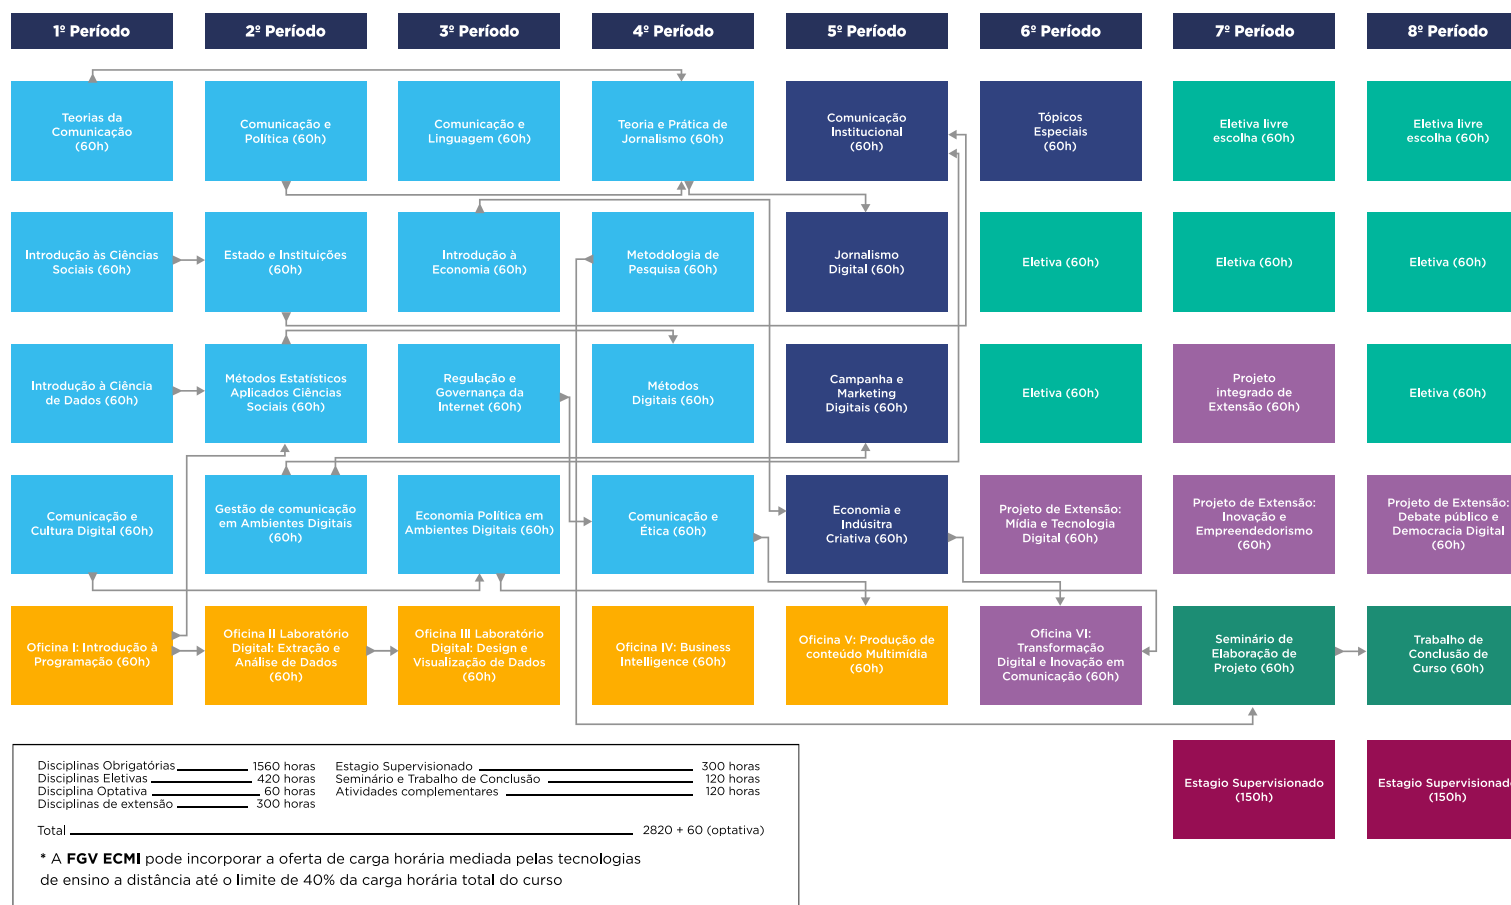 1º Período
2º Período
3º Período
4º Período
5º Período
6º Período
7º Período
8º Período
Teorias da
Comunicação
(60h)
Comunicação e
Política (60h)
Comunicação e
Linguagem (60h)
Teoria e Prática de
Jornalismo (60h)
Comunicação
Institucional
(60h)
Tópicos
Especiais
(60h)
Eletiva livre
escolha (60h)
Eletiva livre
escolha (60h)
Introdução às Ciências
Sociais (60h)
Estado e Instituições
(60h)
Introdução à
Economia (60h)
Metodologia de
Pesquisa (60h)
Jornalismo
Digital (60h)
Eletiva (60h)
Eletiva (60h)
Eletiva (60h)
Introdução à Ciência
de Dados (60h)
Métodos Estatísticos
Aplicados Ciências
Sociais (60h)
Regulação e
Governança da
Internet (60h)
Métodos
Digitais (60h)
Campanha e
Marketing
Digitais (60h)
Eletiva (60h)
Projeto
integrado de
Extensão (60h)
Eletiva (60h)
Comunicação e
Cultura Digital (60h)
Gestão de comunicação
em Ambientes Digitais
(60h)
Economia Política em
Ambientes Digitais (60h)
Comunicação e
Ética (60h)
Economia e
Indúsitra
Criativa (60h)
Projeto de Extensão:
Mídia e Tecnologia
Digital (60h)
Projeto de Extensão:
Inovação e
Empreendedorismo
(60h)
Projeto de Extensão:
Debate público e
Democracia Digital
(60h)
Oficina I: Introdução à
Programação (60h)
Oficina II Laboratório
Digital: Extração e
Análise de Dados
(60h)
Oficina III Laboratório
Digital: Design e
Visualização de Dados
(60h)
Oficina IV: Business
Intelligence (60h)
Oficina V: Produção de
conteúdo Multimídia
(60h)
Oficina VI:
Transformação
Digital e Inovação em
Comunicação (60h)
Seminário de
Elaboração de
Projeto (60h)
Trabalho de
Conclusão de
Curso (60h)
Estagio Supervisionado
(150h)
Estagio Supervisionado
(150h)
Disciplinas Obrigatórias 1560 horas
Disciplinas Eletivas 420 horas
Disciplina Optativa 60 horas
Disciplinas de extensão 300 horas
Estagio Supervisionado 300 horas
Seminário e Trabalho de Conclusão 120 horas
Atividades complementares 120 horas
Total 2820 + 60 (optativa)
* A FGV ECMI pode incorporar a oferta de carga horária mediada pelas tecnologias
de ensino a distância até o limite de 40% da carga horária total do curso